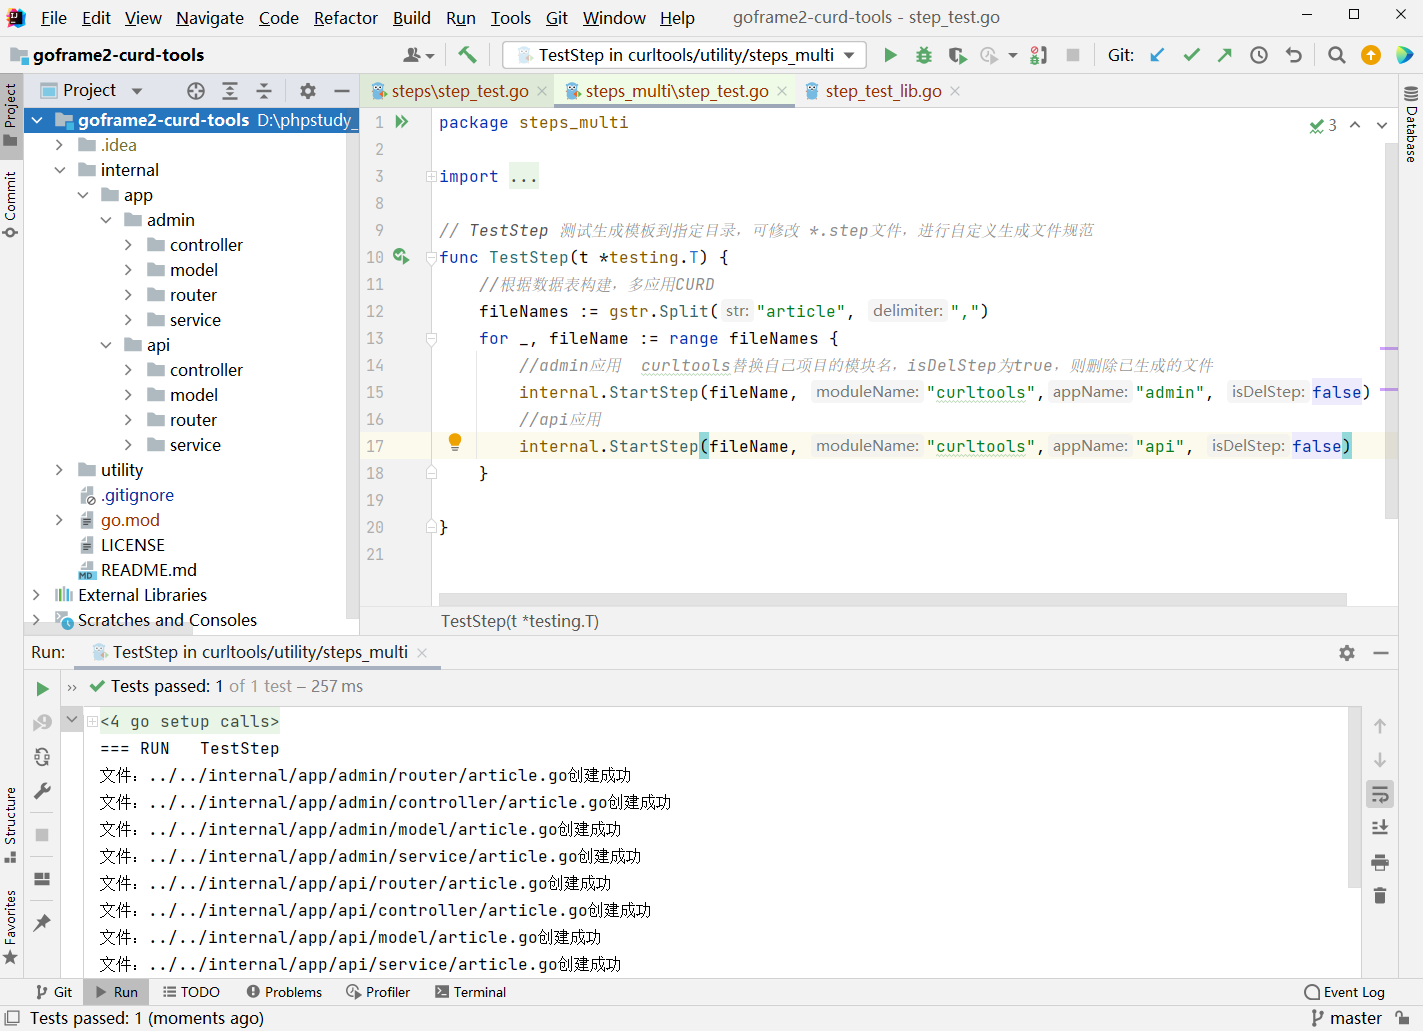 File Edit View Navigate Code Refactor Build Run Tools Git Window Help goframe2-curd-tools - step_test.go
goframe2-curd-tools TestStep in curltools/utility/steps_multi Git:
Project steps\step_test.go steps_multi\step_test.go step_test_lib.go
Project
Commit
Structure
Favorites
Database
goframe2-curd-tools D:\phpstudy_
.idea
internal
app
admin
controller
model
router
service
api
controller
model
router
service
utility
.gitignore
go.mod
LICENSE
README.md
External Libraries
Scratches and Consoles
3
1 package steps_multi
2
3 import ...
8
9 // TestStep 测试生成模板到指定目录，可修改 *.step文件，进行自定义生成文件规范
10 func TestStep(t *testing.T) {
11 //根据数据表构建，多应用CURD
12 fileNames := gstr.Split( str: "article", delimiter: ",")
13 for _, fileName := range fileNames {
14 //admin应用 curltools替换自己项目的模块名，isDelStep为true，则删除已生成的文件
15 internal.StartStep(fileName, moduleName: "curltools", appName: "admin", isDelStep: false)
16 //api应用
17 internal.StartStep(fileName, moduleName: "curltools", appName: "api", isDelStep: false)
18 }
19
20 }
21
TestStep(t *testing.T)
Run: TestStep in curltools/utility/steps_multi
Tests passed: 1 of 1 test – 257 ms
<4 go setup calls>
=== RUN TestStep
文件：../../internal/app/admin/router/article.go创建成功
文件：../../internal/app/admin/controller/article.go创建成功
文件：../../internal/app/admin/model/article.go创建成功
文件：../../internal/app/admin/service/article.go创建成功
文件：../../internal/app/api/router/article.go创建成功
文件：../../internal/app/api/controller/article.go创建成功
文件：../../internal/app/api/model/article.go创建成功
文件：../../internal/app/api/service/article.go创建成功
Git Run TODO Problems Profiler Terminal Event Log
Tests passed: 1 (moments ago) master